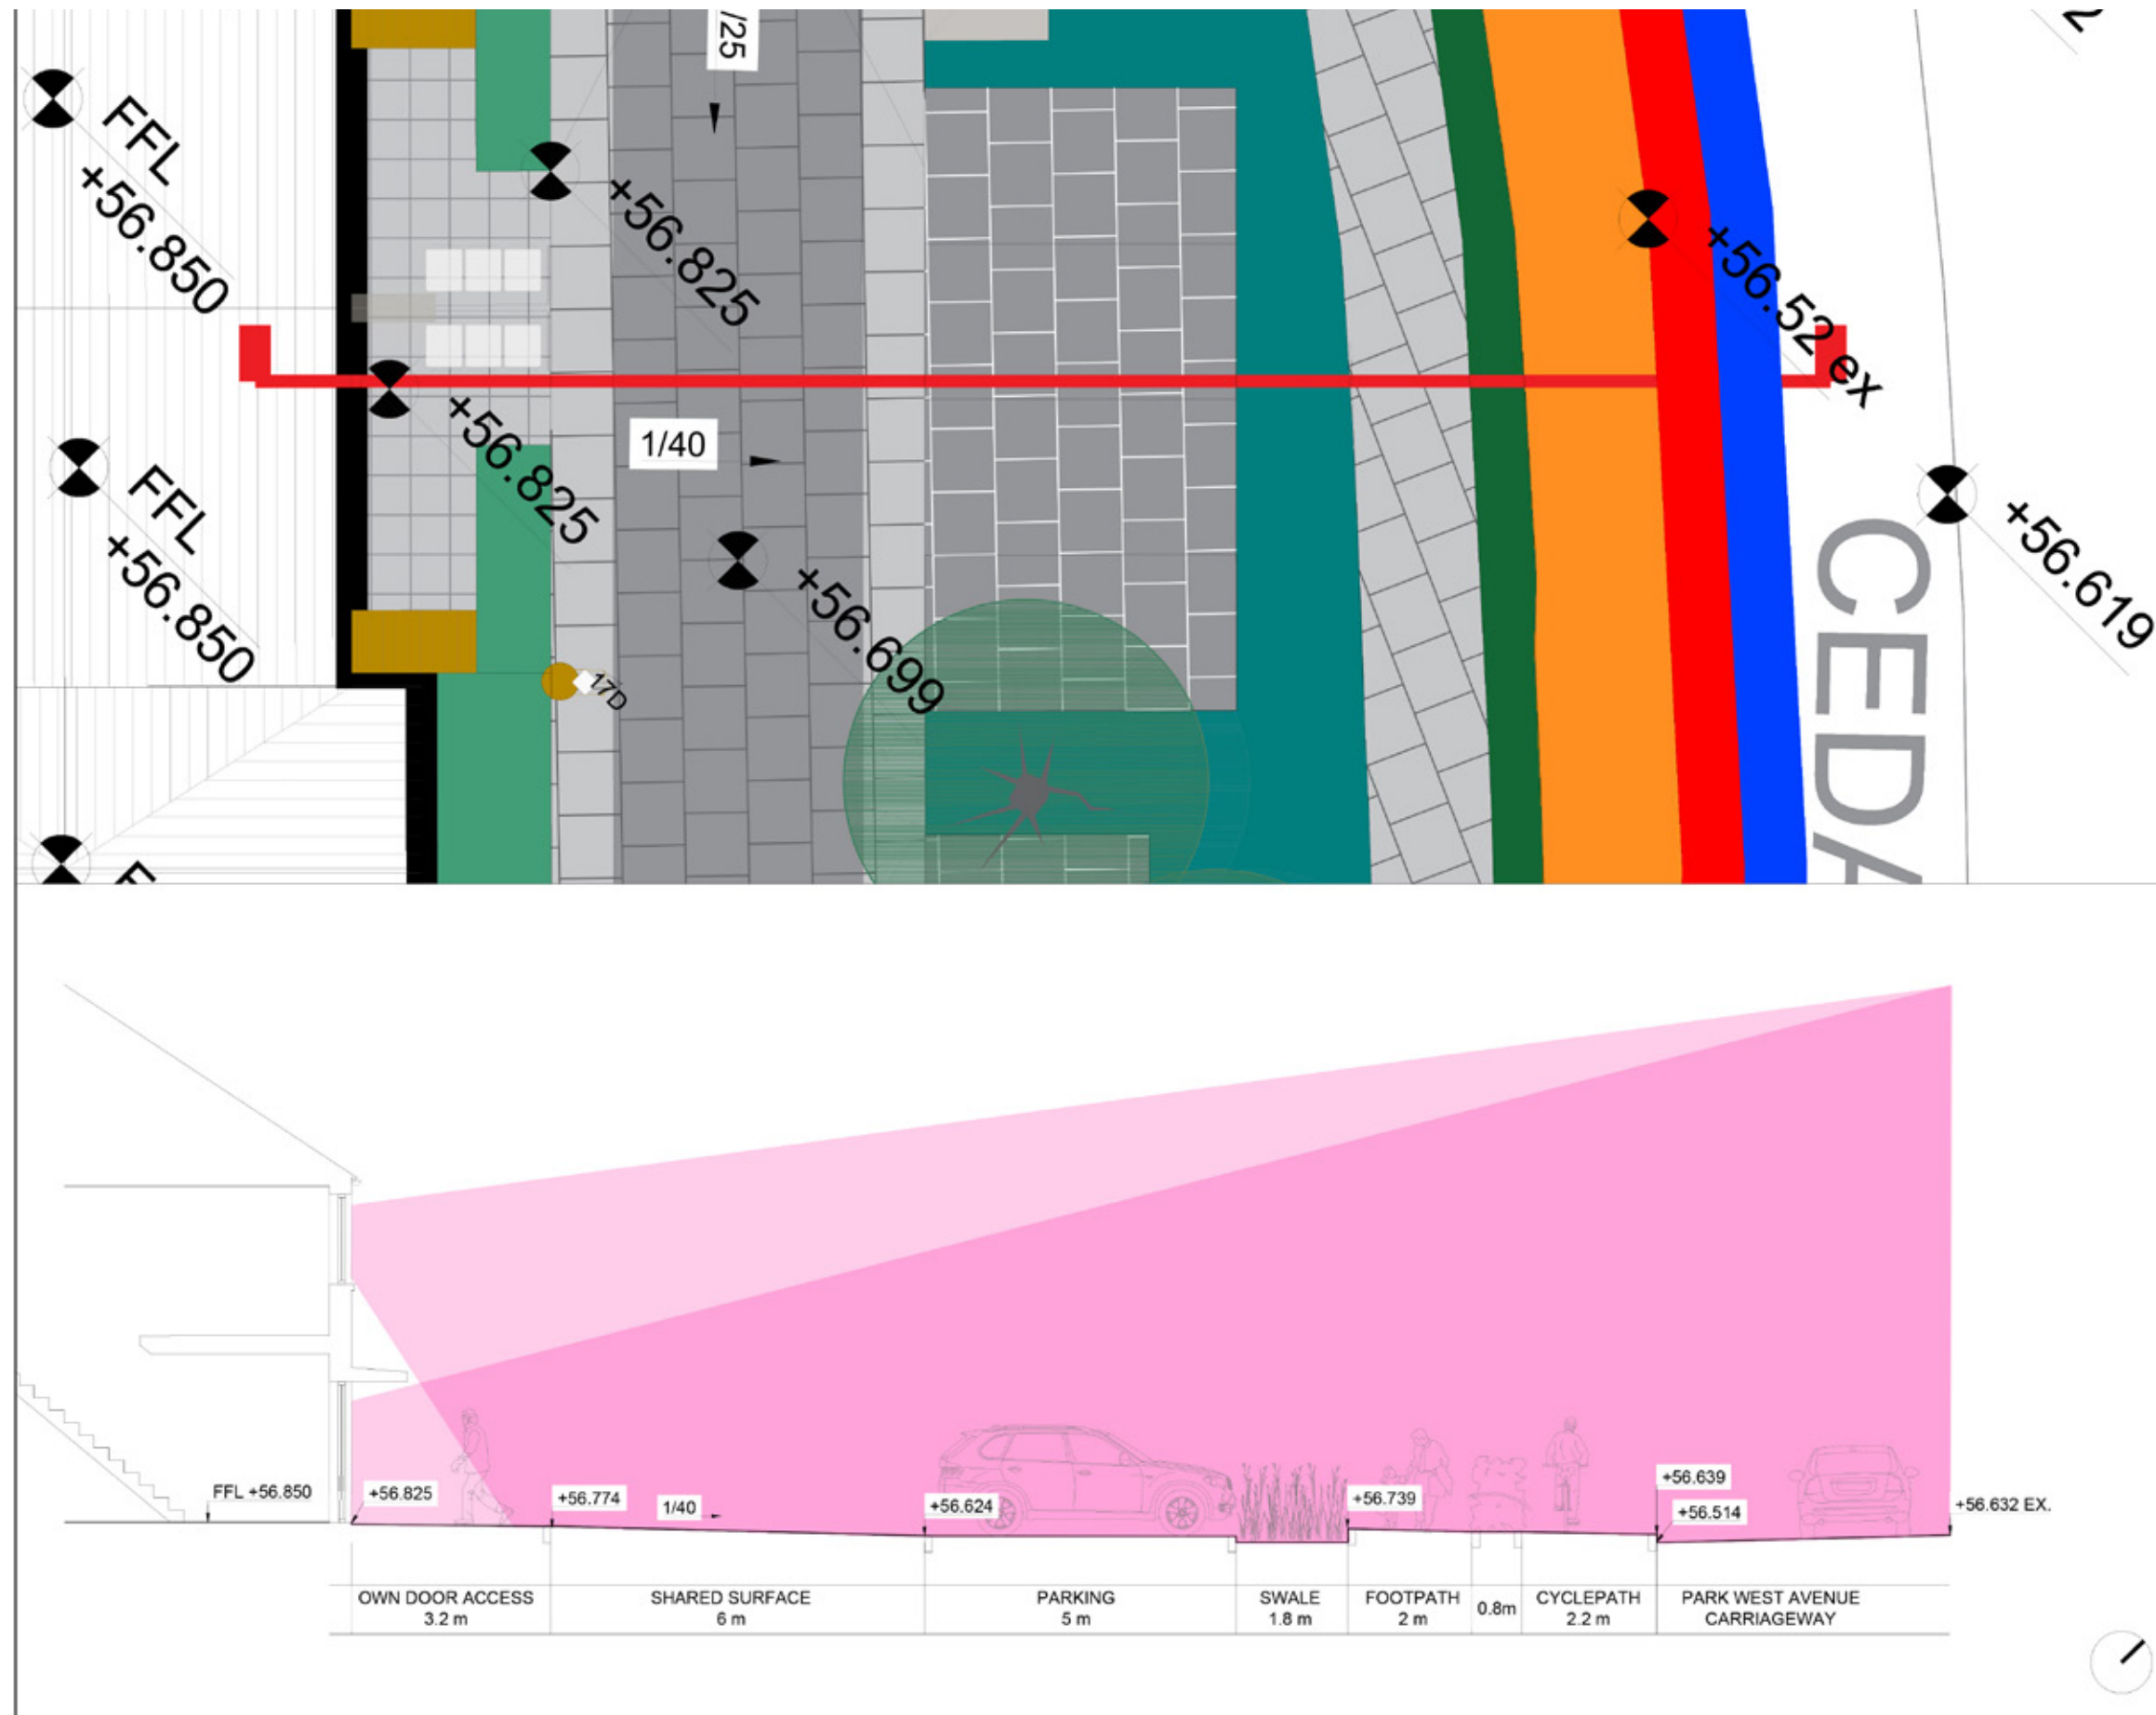 /25
FFL
+56.850
+56.825
+56.52 ex
FFL
+56.850
+56.825
1/40
+56.699
+56.619
17D
CEDA
FFL +56.850
+56.825
+56.774
1/40
+56.624
+56.739
+56.639
+56.514
+56.632 EX.
OWN DOOR ACCESS
3.2 m
SHARED SURFACE
6 m
PARKING
5 m
SWALE
1.8 m
FOOTPATH
2 m
0.8m
CYCLEPATH
2.2 m
PARK WEST AVENUE
CARRIAGEWAY